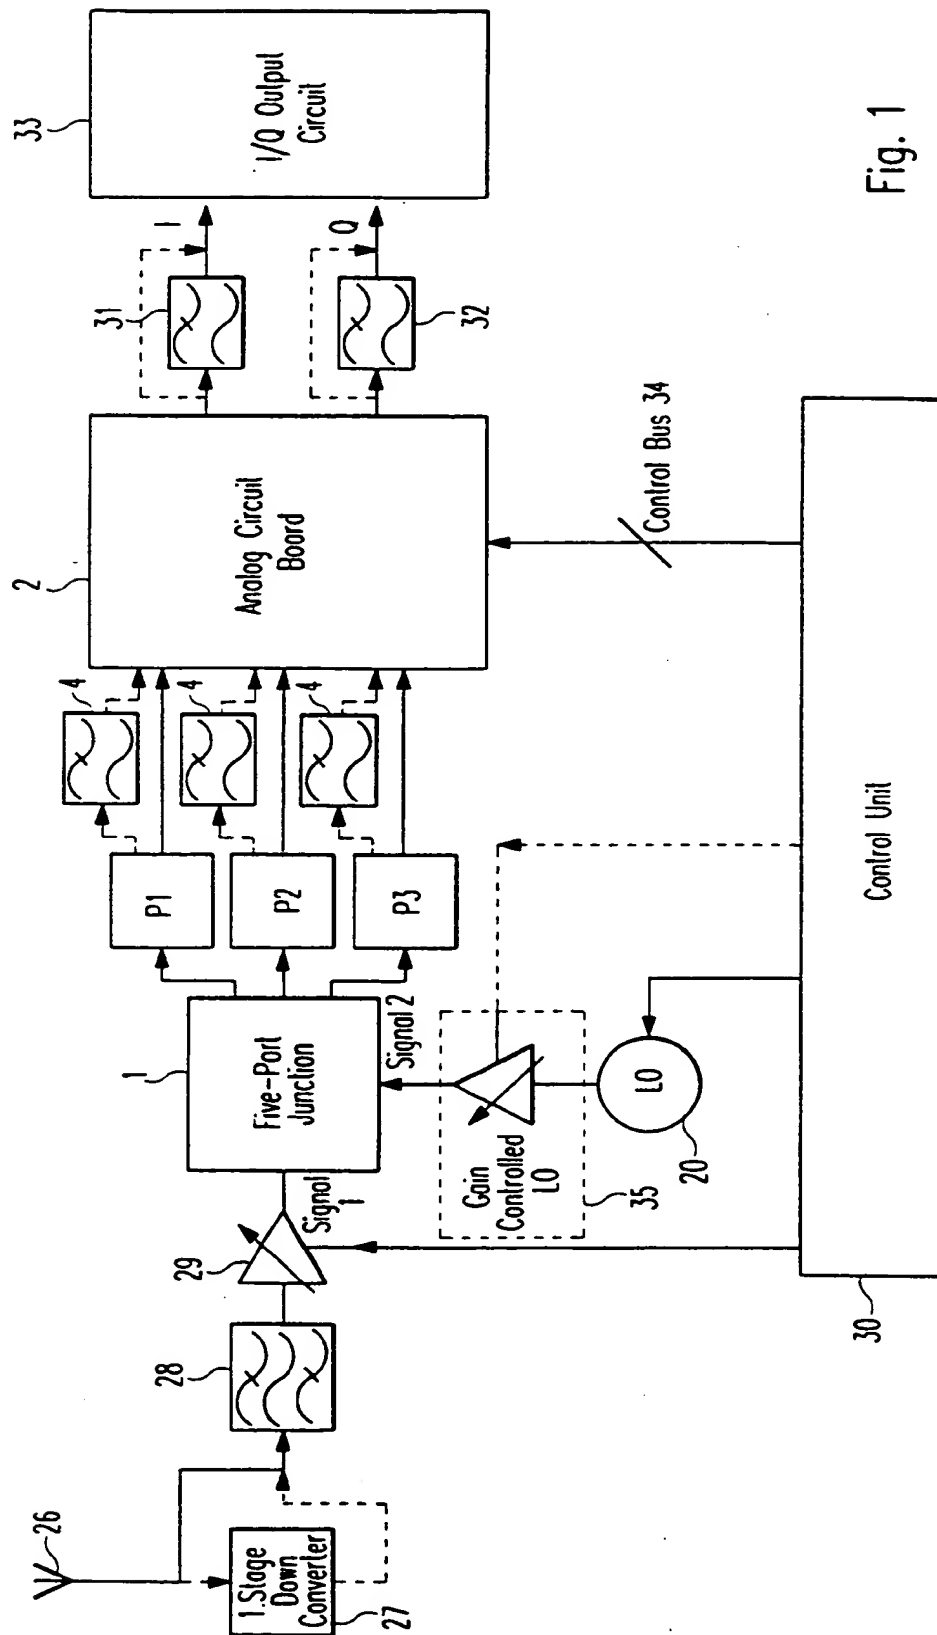 26
1.Stage
Down
Converter
27
28
29
Signal
1
1
Five-Port
Junction
Signal 2
Gain
Controlled
LO
35
LO
20
P1
P2
P3
4
4
4
2
Analog Circuit
Board
31
32
I
Q
33
I/Q Output
Circuit
Control Bus 34
Control Unit
30
Fig. 1